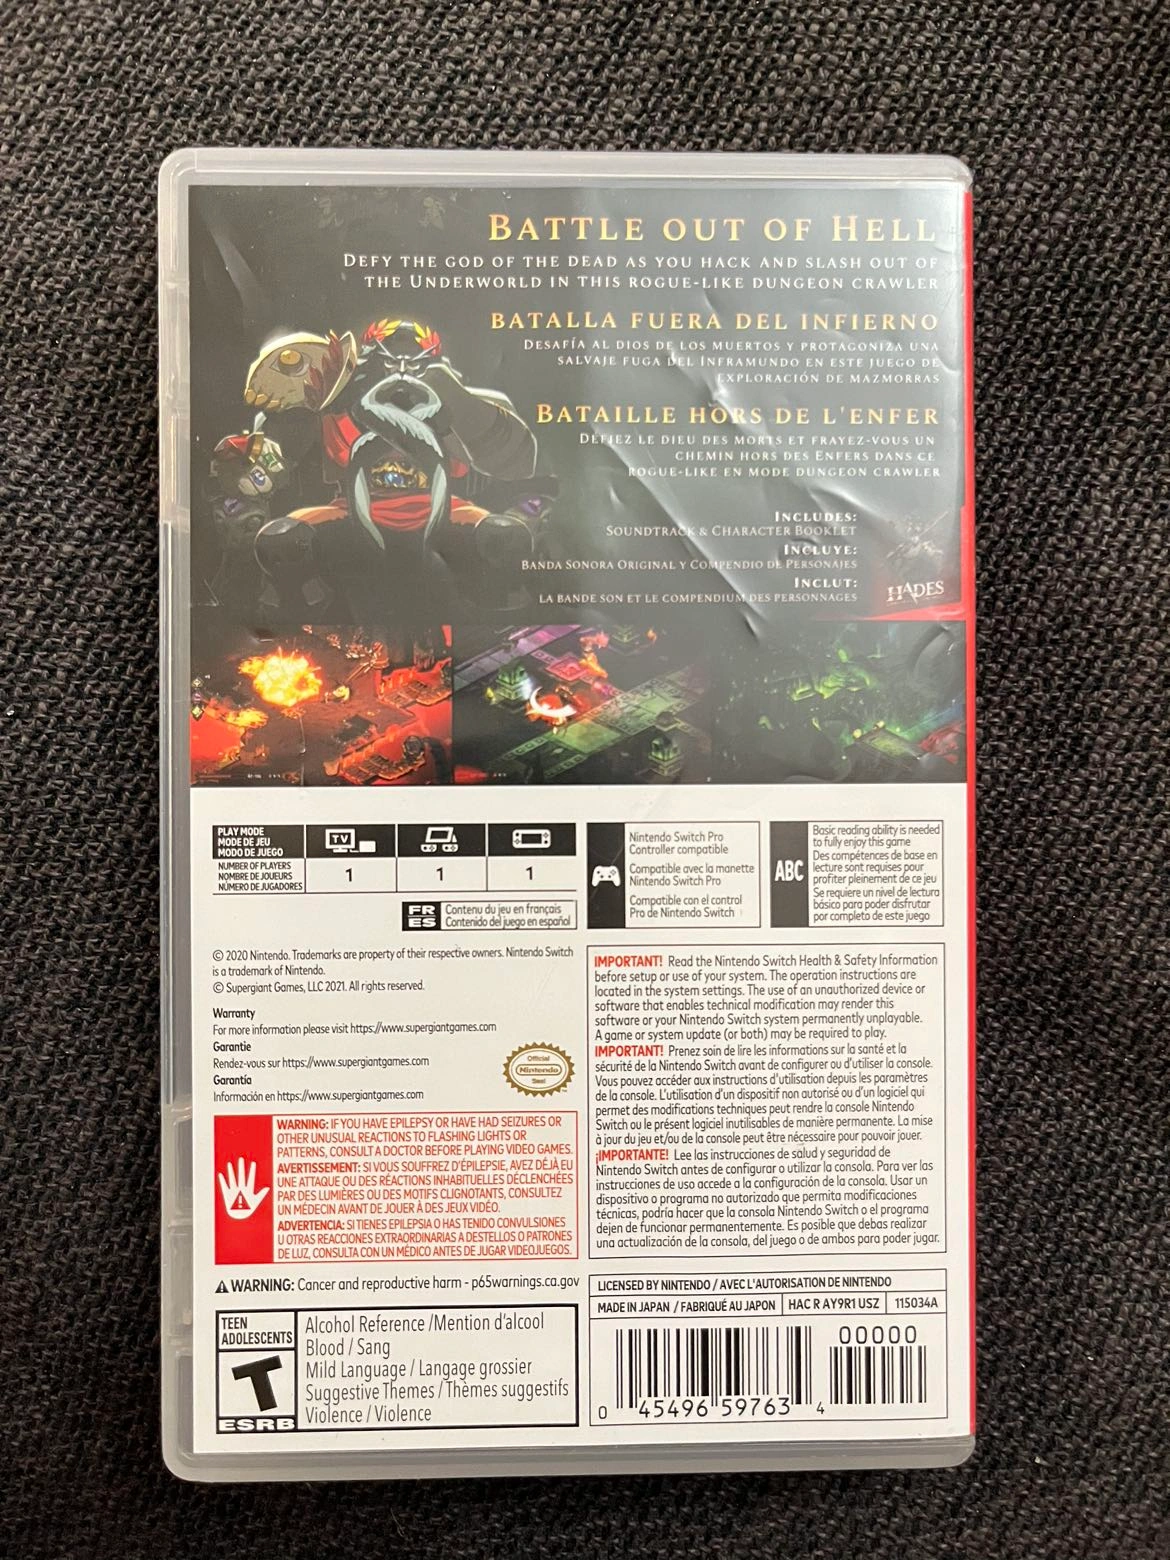 BATTLE OUT OF HELL
DEFY THE GOD OF THE DEAD AS YOU HACK AND SLASH OUT OF
THE UNDERWORLD IN THIS ROGUE-LIKE DUNGEON CRAWLER
BATALLA FUERA DEL INFIERNO
DESAFÍA AL DIOS DE LOS MUERTOS Y PROTAGONIZA UNA
SALVAJE FUGA DEL INFRAMUNDO EN ESTE JUEGO DE
EXPLORACIÓN DE MAZMORRAS
BATAILLE HORS DE L'ENFER
DÉFIEZ LE DIEU DES MORTS ET FRAYEZ-VOUS UN
CHEMIN HORS DES ENFERS DANS CE
ROGUE-LIKE EN MODE DUNGEON CRAWLER
INCLUDES:
SOUNDTRACK & CHARACTER BOOKLET
INCLUYE:
BANDA SONORA ORIGINAL Y COMPENDIO DE PERSONAJES
INCLUT:
LA BANDE SON ET LE COMPENDIUM DES PERSONNAGES
HADES
PLAY MODE
MODE DE JEU
MODO DE JUEGO
TV
NUMBER OF PLAYERS
NOMBRE DE JOUEURS
NÚMERO DE JUGADORES
1 1 1
FR
ES
Contenu du jeu en français
Contenido del juego en español
Nintendo Switch Pro
Controller compatible
Compatible avec la manette
Nintendo Switch Pro
Compatible con el control
Pro de Nintendo Switch
ABC
Basic reading ability is needed
to fully enjoy this game
Des compétences de base en
lecture sont requises pour
profiter pleinement de ce jeu
Se requiere un nivel de lectura
básico para poder disfrutar
por completo de este juego
© 2020 Nintendo. Trademarks are property of their respective owners. Nintendo Switch
is a trademark of Nintendo.
© Supergiant Games, LLC 2021. All rights reserved.
Warranty
For more information please visit https://www.supergiantgames.com
Garantie
Rendez-vous sur https://www.supergiantgames.com
Garantía
Información en https://www.supergiantgames.com
Official
Nintendo
Seal
WARNING: IF YOU HAVE EPILEPSY OR HAVE HAD SEIZURES OR
OTHER UNUSUAL REACTIONS TO FLASHING LIGHTS OR
PATTERNS, CONSULT A DOCTOR BEFORE PLAYING VIDEO GAMES.
AVERTISSEMENT: SI VOUS SOUFFREZ D'ÉPILEPSIE, AVEZ DÉJÀ EU
UNE ATTAQUE OU DES RÉACTIONS INHABITUELLES DÉCLENCHÉES
PAR DES LUMIÈRES OU DES MOTIFS CLIGNOTANTS, CONSULTEZ
UN MÉDECIN AVANT DE JOUER À DES JEUX VIDÉO.
ADVERTENCIA: SI TIENES EPILEPSIA O HAS TENIDO CONVULSIONES
U OTRAS REACCIONES EXTRAORDINARIAS A DESTELLOS O PATRONES
DE LUZ, CONSULTA CON UN MÉDICO ANTES DE JUGAR VIDEOJUEGOS.
WARNING: Cancer and reproductive harm - p65warnings.ca.gov
TEEN
ADOLESCENTS
T
ESRB
Alcohol Reference / Mention d'alcool
Blood / Sang
Mild Language / Langage grossier
Suggestive Themes / Thèmes suggestifs
Violence / Violence
IMPORTANT! Read the Nintendo Switch Health & Safety Information
before setup or use of your system. The operation instructions are
located in the system settings. The use of an unauthorized device or
software that enables technical modification may render this
software or your Nintendo Switch system permanently unplayable.
A game or system update (or both) may be required to play.
IMPORTANT! Prenez soin de lire les informations sur la santé et la
sécurité de la Nintendo Switch avant de configurer ou d'utiliser la console.
Vous pouvez accéder aux instructions d'utilisation depuis les paramètres
de la console. L'utilisation d'un dispositif non autorisé ou d'un logiciel qui
permet des modifications techniques peut rendre la console Nintendo
Switch ou le présent logiciel inutilisables de manière permanente. La mise
à jour du jeu et/ou de la console peut être nécessaire pour pouvoir jouer.
¡IMPORTANTE! Lee las instrucciones de salud y seguridad de
Nintendo Switch antes de configurar o utilizar la consola. Para ver las
instrucciones de uso accede a la configuración de la consola. Usar un
dispositivo o programa no autorizado que permita modificaciones
técnicas, podría hacer que la consola Nintendo Switch o el programa
dejen de funcionar permanentemente. Es posible que debas realizar
una actualización de la consola, del juego o de ambos para poder jugar.
LICENSED BY NINTENDO / AVEC L'AUTORISATION DE NINTENDO
MADE IN JAPAN / FABRIQUÉ AU JAPON HAC R AY9R1 USZ 115034A
00000
0 45496 59763 4